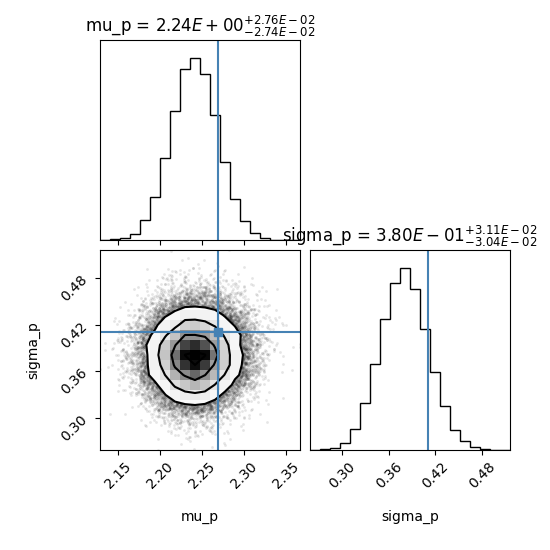 mu_p = 2.24E+00+2.76E−02 −2.74E−02
sigma_p = 3.80E−01+3.11E−02 −3.04E−02
sigma_p
0.48
0.42
0.36
0.30
2.15
2.20
2.25
2.30
2.35
mu_p
0.30
0.36
0.42
0.48
sigma_p